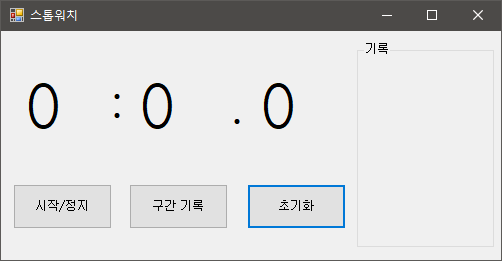 스톱워치
0 : 0 . 0
시작/정지
구간 기록
초기화
기록